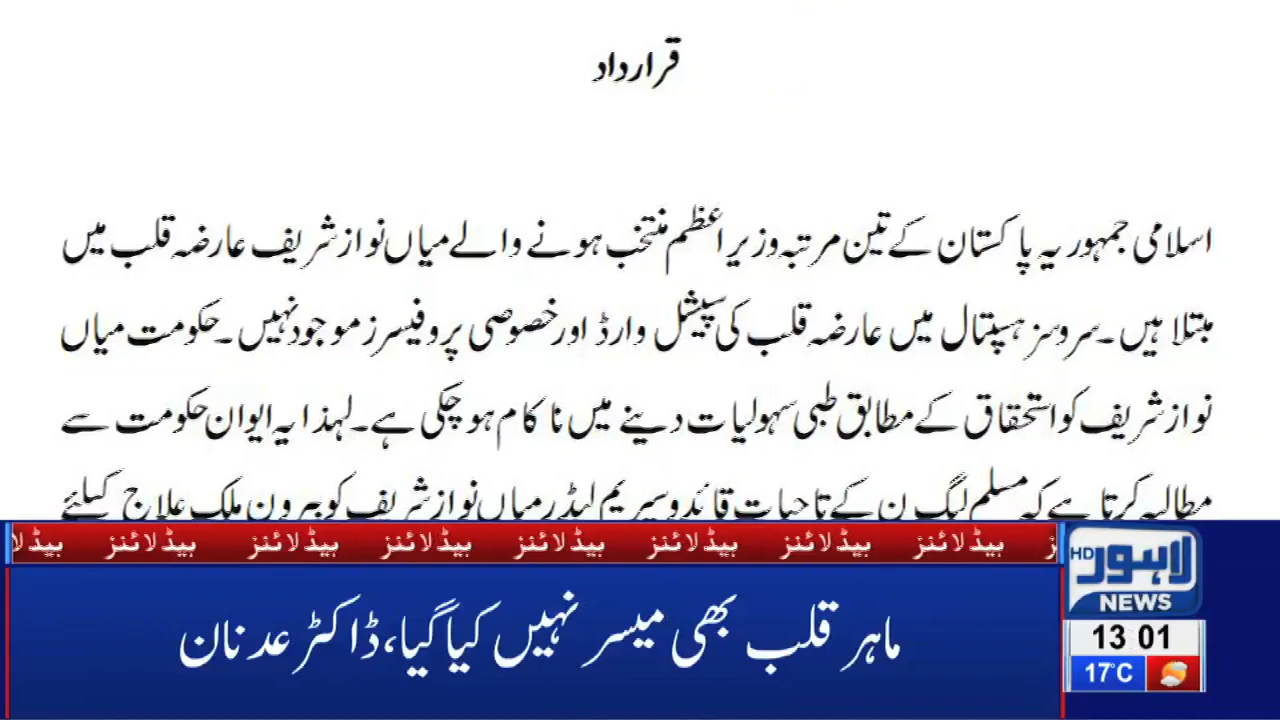 قرارداد
اسلامی جمہوریہ پاکستان کے تین مرتبہ وزیراعظم منتخب ہونے والے میاں نواز شریف عارضہ قلب میں
مبتلا ہیں۔ سروسز ہسپتال میں عارضہ قلب کی سپیشل وارڈ اور خصوصی پروفیسرز موجود نہیں۔ حکومت میاں
نواز شریف کو استحقاق کے مطابق طبی سہولیات دینے میں ناکام ہو چکی ہے۔ لہذا یہ ایوان حکومت سے
مطالبہ کرتا ہے کہ مسلم لیگ ن کے تاحیات قائد و سپریم لیڈر میاں نواز شریف کو بیرون ملک علاج کیلئے
ہیڈلائنز ہیڈلائنز ہیڈلائنز ہیڈلائنز ہیڈلائنز ہیڈلائنز ہیڈلائنز
لاہور HD
NEWS
ماہر قلب بھی میسر نہیں کیا گیا، ڈاکٹر عدنان
13 01
17°C